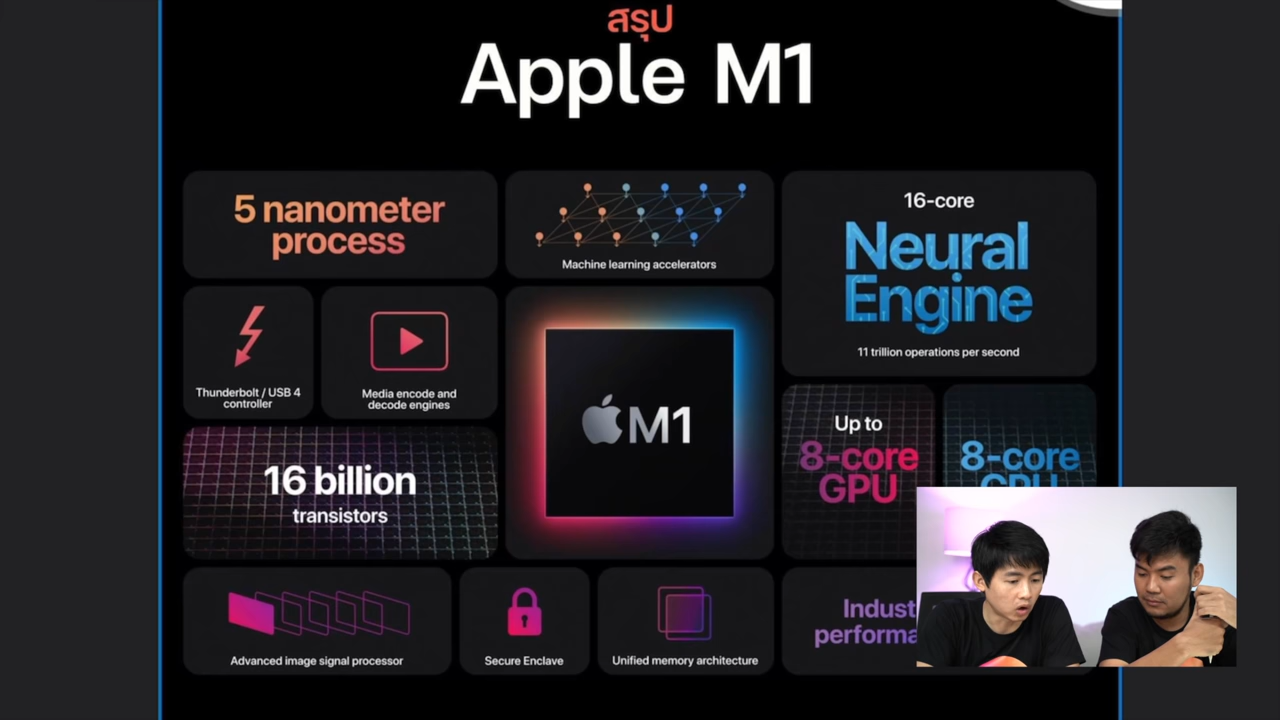 สรุป
Apple M1
5 nanometer
process
Machine learning accelerators
16-core
Neural
Engine
11 trillion operations per second
Thunderbolt / USB 4
controller
Media encode and
decode engines
M1
Up to
8-core
GPU
8-core
16 billion
transistors
Advanced image signal processor
Secure Enclave
Unified memory architecture